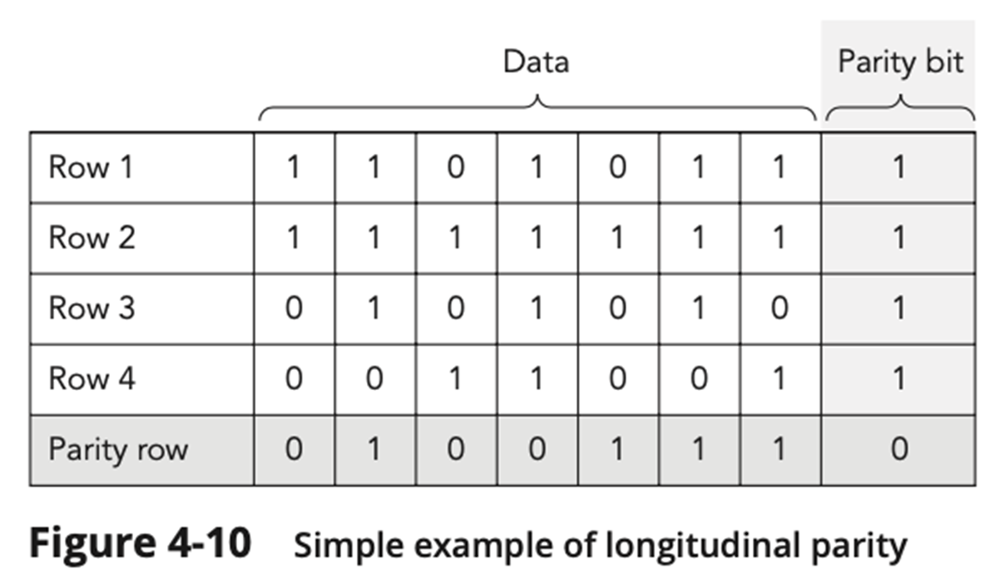 Data Parity bit
Row 1 1 1 0 1 0 1 1 1
Row 2 1 1 1 1 1 1 1 1
Row 3 0 1 0 1 0 1 0 1
Row 4 0 0 1 1 0 0 1 1
Parity row 0 1 0 0 1 1 1 0
Figure 4-10 Simple example of longitudinal parity